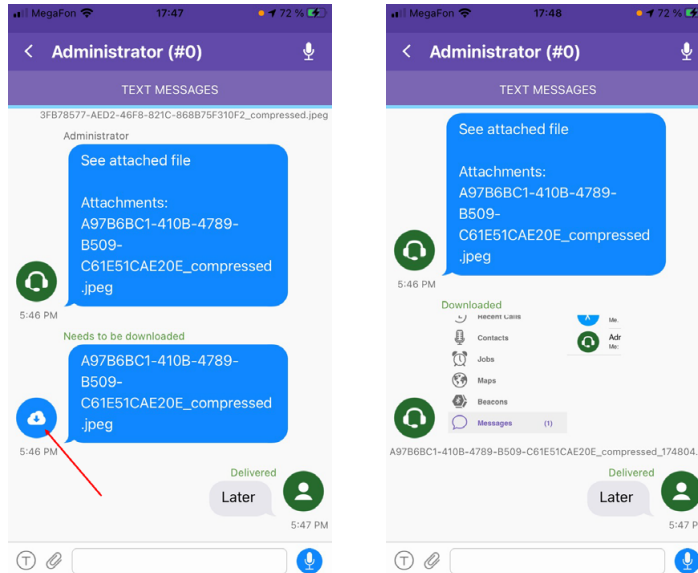 MegaFon 17:47 72 %
Administrator (#0)
TEXT MESSAGES
3FB78577-AED2-46F8-821C-868B75F310F2_compressed.jpeg
Administrator
See attached file
Attachments:
A97B6BC1-410B-4789-
B509-
C61E51CAE20E_compressed
.jpeg
5:46 PM
Needs to be downloaded
A97B6BC1-410B-4789-
B509-
C61E51CAE20E_compressed
.jpeg
5:46 PM
Delivered
Later
5:47 PM
T
MegaFon 17:48 72 %
Administrator (#0)
TEXT MESSAGES
See attached file
Attachments:
A97B6BC1-410B-4789-
B509-
C61E51CAE20E_compressed
.jpeg
5:46 PM
Downloaded
Recent Calls
Me.
Contacts
Adr
Me:
Jobs
Maps
Beacons
Messages (1)
A97B6BC1-410B-4789-B509-C61E51CAE20E_compressed_174804.
Delivered
Later
5:47 P
T